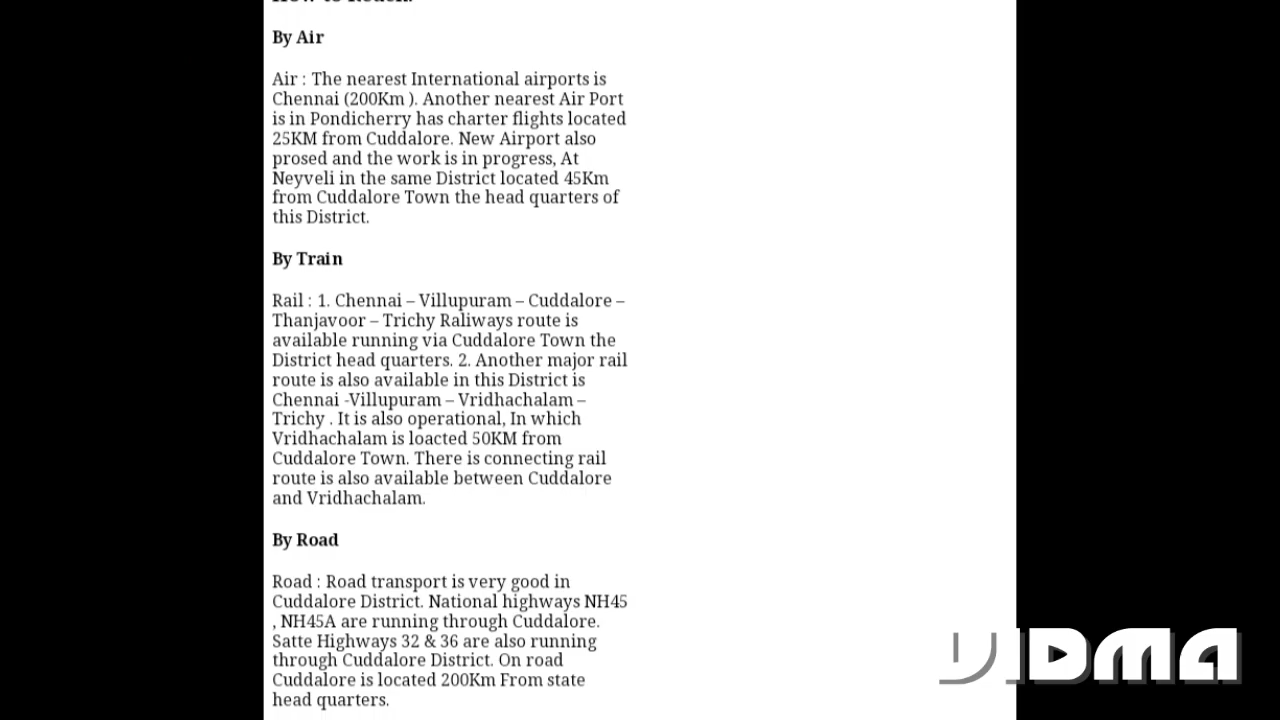 How to Reach:
By Air
Air : The nearest International airports is
Chennai (200Km ). Another nearest Air Port
is in Pondicherry has charter flights located
25KM from Cuddalore. New Airport also
prosed and the work is in progress, At
Neyveli in the same District located 45Km
from Cuddalore Town the head quarters of
this District.
By Train
Rail : 1. Chennai – Villupuram – Cuddalore –
Thanjavoor – Trichy Raliways route is
available running via Cuddalore Town the
District head quarters. 2. Another major rail
route is also available in this District is
Chennai -Villupuram – Vridhachalam –
Trichy . It is also operational, In which
Vridhachalam is loacted 50KM from
Cuddalore Town. There is connecting rail
route is also available between Cuddalore
and Vridhachalam.
By Road
Road : Road transport is very good in
Cuddalore District. National highways NH45
, NH45A are running through Cuddalore.
Satte Highways 32 & 36 are also running
through Cuddalore District. On road
Cuddalore is located 200Km From state
head quarters.
VIDMA